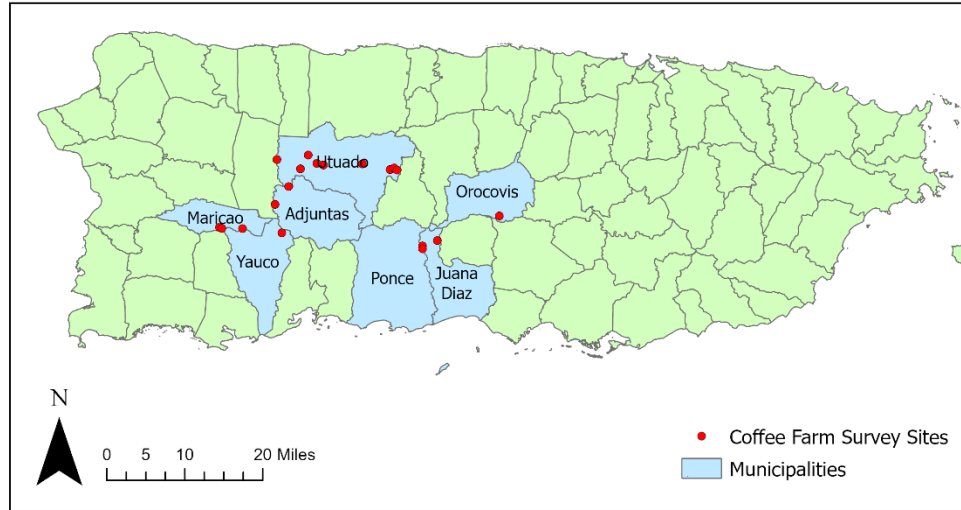 Utuado
Orocovis
Adjuntas
Maricao
Yauco
Ponce
Juana
Diaz
N
0 5 10 20 Miles
Coffee Farm Survey Sites
Municipalities